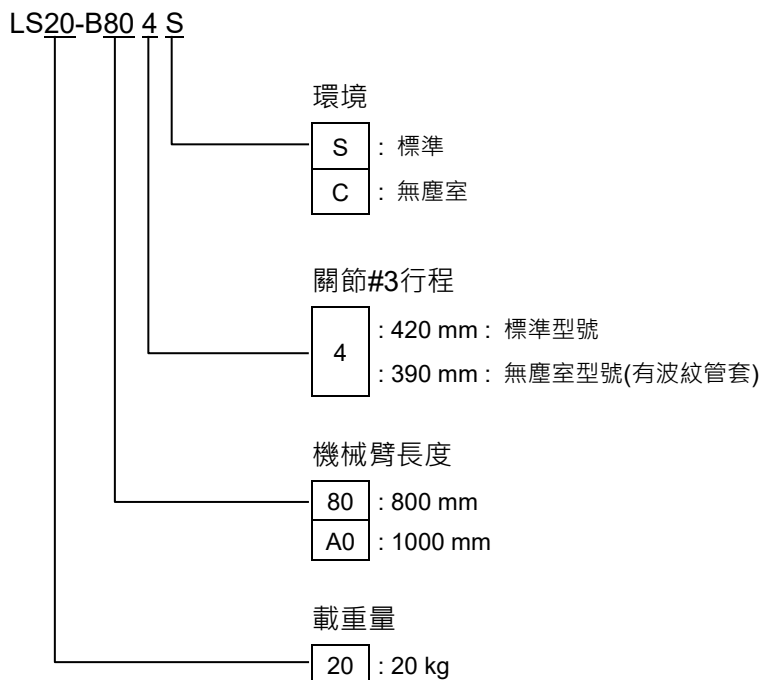 LS20-B80 4 S
環境
S : 標準
C : 無塵室
關節#3行程
4
: 420 mm : 標準型號
: 390 mm : 無塵室型號(有波紋管套)
機械臂長度
80 : 800 mm
A0 : 1000 mm
載重量
20 : 20 kg